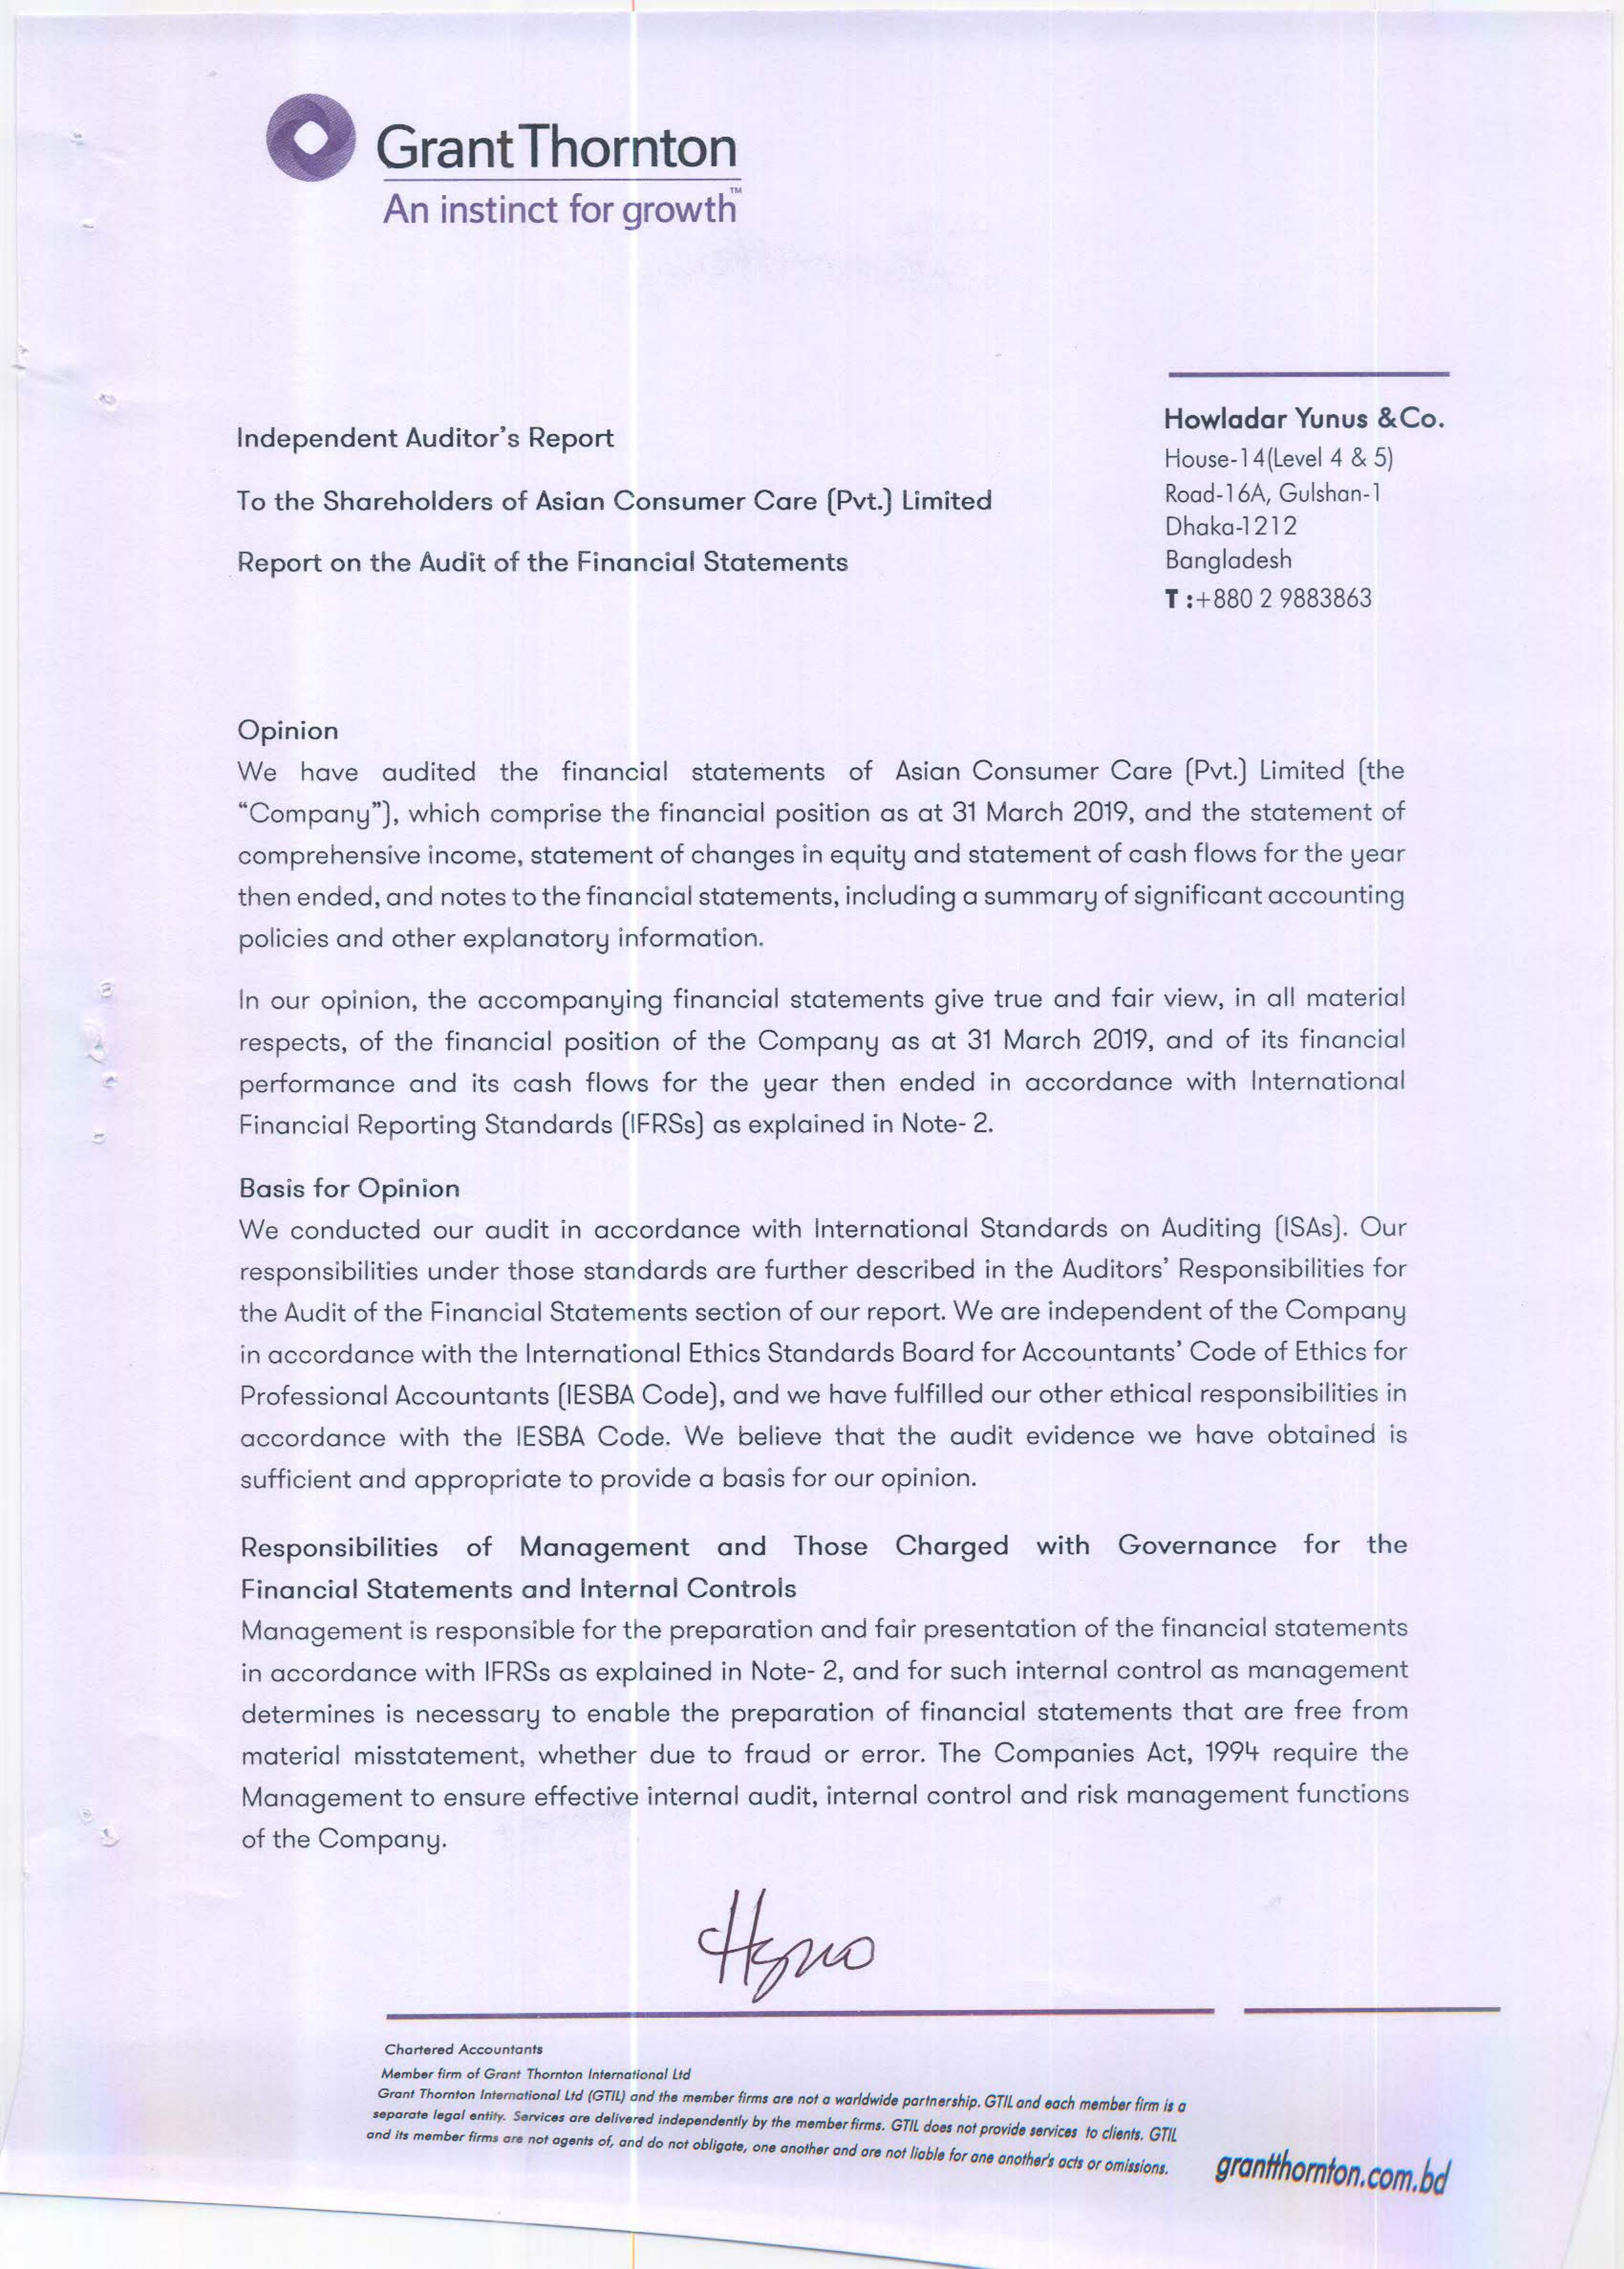 Grant Thornton
An instinct for growth™
Howladar Yunus &Co.
House-14(Level 4 & 5)
Road-16A, Gulshan-1
Dhaka-1212
Bangladesh
T :+880 2 9883863
Independent Auditor's Report
To the Shareholders of Asian Consumer Care (Pvt.) Limited
Report on the Audit of the Financial Statements
Opinion
We have audited the financial statements of Asian Consumer Care (Pvt.) Limited (the
“Company”), which comprise the financial position as at 31 March 2019, and the statement of
comprehensive income, statement of changes in equity and statement of cash flows for the year
then ended, and notes to the financial statements, including a summary of significant accounting
policies and other explanatory information.
In our opinion, the accompanying financial statements give true and fair view, in all material
respects, of the financial position of the Company as at 31 March 2019, and of its financial
performance and its cash flows for the year then ended in accordance with International
Financial Reporting Standards (IFRSs) as explained in Note- 2.
Basis for Opinion
We conducted our audit in accordance with International Standards on Auditing (ISAs). Our
responsibilities under those standards are further described in the Auditors' Responsibilities for
the Audit of the Financial Statements section of our report. We are independent of the Company
in accordance with the International Ethics Standards Board for Accountants' Code of Ethics for
Professional Accountants (IESBA Code), and we have fulfilled our other ethical responsibilities in
accordance with the IESBA Code. We believe that the audit evidence we have obtained is
sufficient and appropriate to provide a basis for our opinion.
Responsibilities of Management and Those Charged with Governance for the
Financial Statements and Internal Controls
Management is responsible for the preparation and fair presentation of the financial statements
in accordance with IFRSs as explained in Note- 2, and for such internal control as management
determines is necessary to enable the preparation of financial statements that are free from
material misstatement, whether due to fraud or error. The Companies Act, 1994 require the
Management to ensure effective internal audit, internal control and risk management functions
of the Company.
Chartered Accountants
Member firm of Grant Thornton International Ltd
Grant Thornton International Ltd (GTIL) and the member firms are not a worldwide partnership. GTIL and each member firm is a
separate legal entity. Services are delivered independently by the member firms. GTIL does not provide services to clients. GTIL
and its member firms are not agents of, and do not obligate, one another and are not liable for one another's acts or omissions.
grantthornton.com.bd